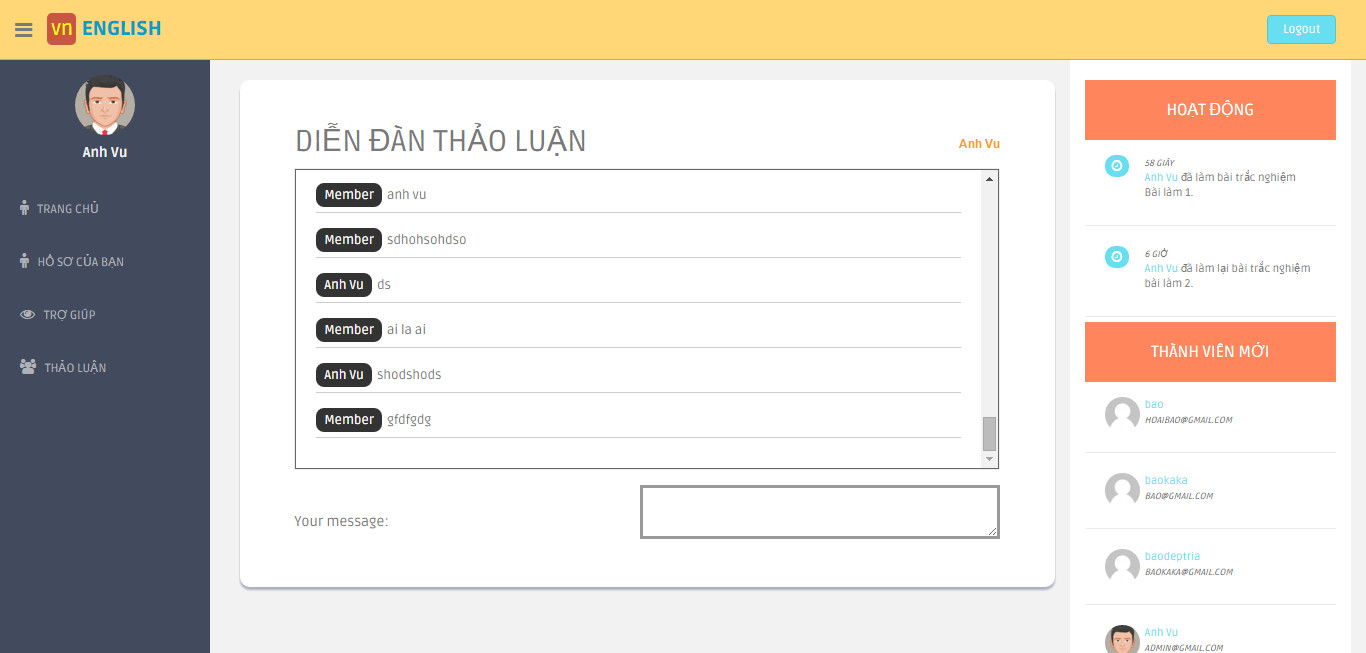 vn ENGLISH
Logout
Anh Vu
TRANG CHỦ
HỒ SƠ CỦA BẠN
TRỢ GIÚP
THẢO LUẬN
DIỄN ĐÀN THẢO LUẬN
Anh Vu
Member anh vu
Member sdhohsohdso
Anh Vu ds
Member ai la ai
Anh Vu shodshods
Member gfdfgdg
Your message:
HOẠT ĐỘNG
58 GIÂY
Anh Vu đã làm bài trắc nghiệm
Bài làm 1.
6 GIỜ
Anh Vu đã làm lại bài trắc nghiệm
bài làm 2.
THÀNH VIÊN MỚI
bao
HOAIBAO@GMAIL.COM
baokaka
BAO@GMAIL.COM
baodeptria
BAOKAKA@GMAIL.COM
Anh Vu
ADMIN@GMAIL.COM